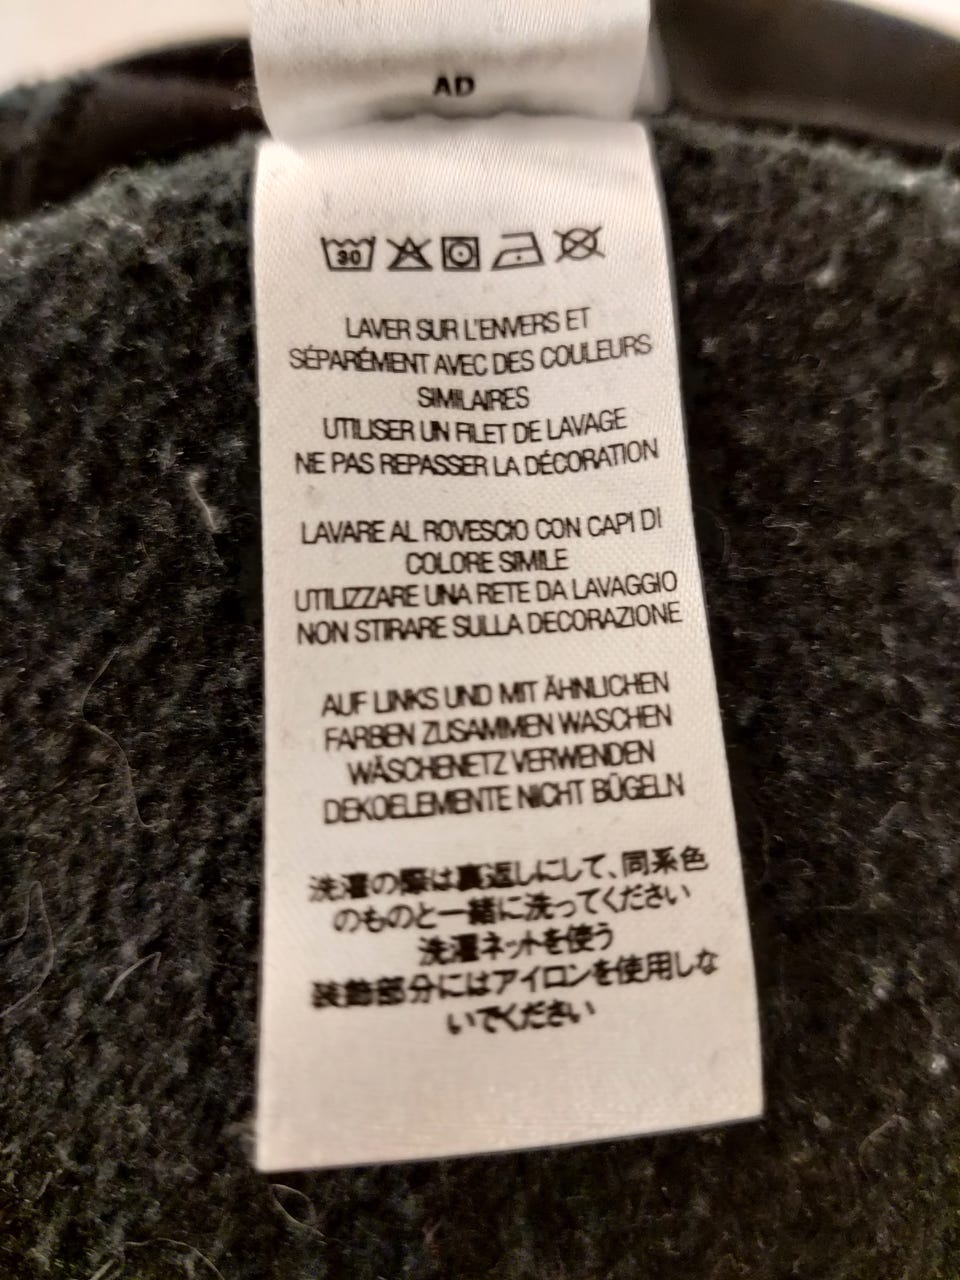 AD
30
LAVER SUR L'ENVERS ET
SÉPARÉMENT AVEC DES COULEURS
SIMILAIRES
UTILISER UN FILET DE LAVAGE
NE PAS REPASSER LA DÉCORATION
LAVARE AL ROVESCIO CON CAPI DI
COLORE SIMILE
UTILIZZARE UNA RETE DA LAVAGGIO
NON STIRARE SULLA DECORAZIONE
AUF LINKS UND MIT ÄHNLICHEN
FARBEN ZUSAMMEN WASCHEN
WÄSCHENETZ VERWENDEN
DEKOELEMENTE NICHT BÜGELN
洗濯の際は裏返しにして、同系色
のものと一緒に洗ってください
洗濯ネットを使う
装飾部分にはアイロンを使用しな
いでください